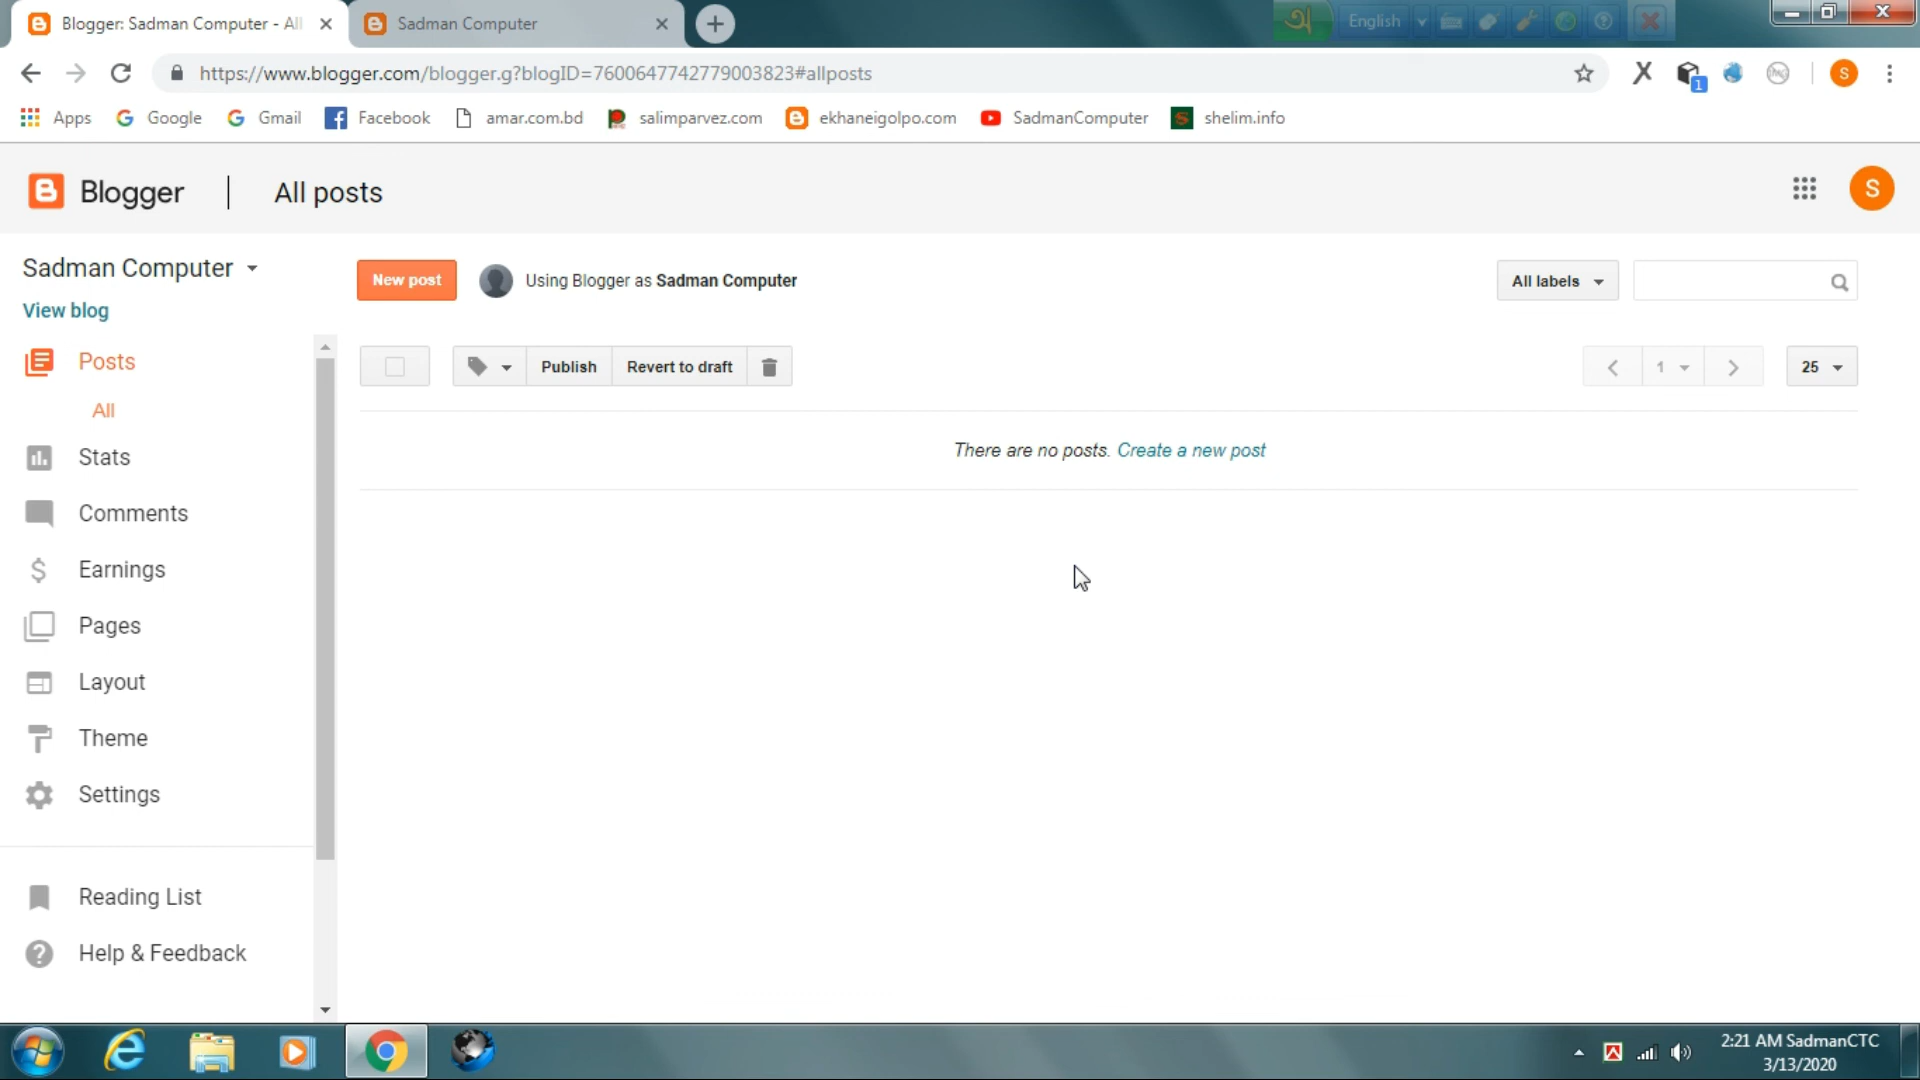 Blogger: Sadman Computer - All
Sadman Computer
অ
English
https://www.blogger.com/blogger.g?blogID=7600647742779003823#allposts
1
S
Apps
Google
Gmail
Facebook
amar.com.bd
salimparvez.com
ekhaneigolpo.com
SadmanComputer
shelim.info
Blogger
All posts
S
Sadman Computer
View blog
New post
Using Blogger as Sadman Computer
All labels
Posts
All
Stats
Comments
Earnings
Pages
Layout
Theme
Settings
Reading List
Help & Feedback
Publish
Revert to draft
1
25
There are no posts. Create a new post
2:21 AM SadmanCTC
3/13/2020